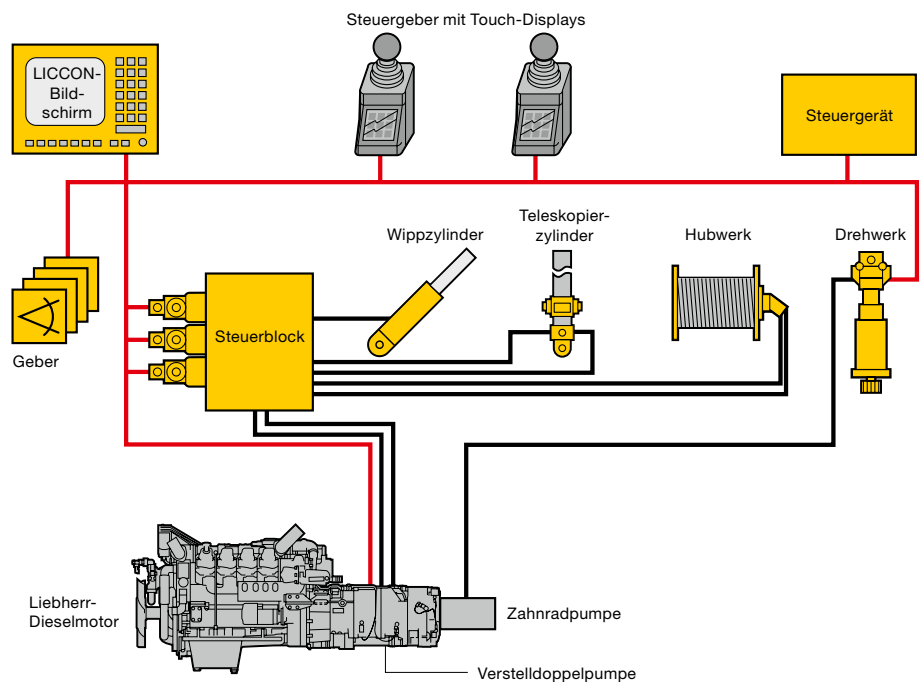 Steuergeber mit Touch-Displays
LICCON-
Bild-
schirm
Steuergerät
Wippzylinder
Teleskopier-
zylinder
Hubwerk
Drehwerk
Geber
Steuerblock
Liebherr-
Dieselmotor
Zahnradpumpe
Verstelldoppelpumpe